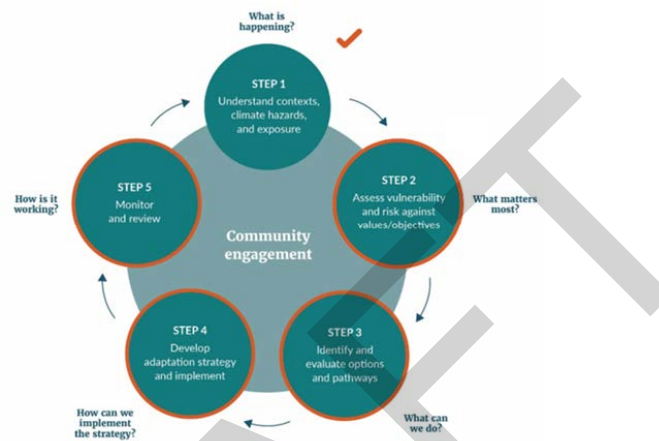 What is
happening?
STEP 1
Understand contexts,
climate hazards,
and exposure
STEP 2
Assess vulnerability
and risk against
values/objectives
What matters
most?
STEP 3
Identify and
evaluate options
and pathways
What can
we do?
STEP 4
Develop
adaptation strategy
and implement
How can we
implement
the strategy?
STEP 5
Monitor
and review
How is it
working?
Community
engagement